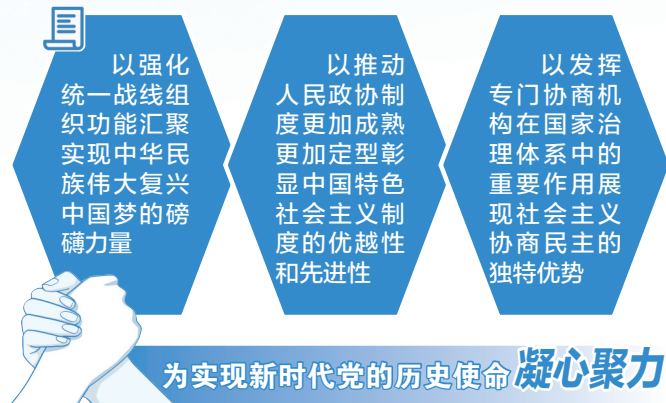 以强化
统一战线组
织功能汇聚
实现中华民
族伟大复兴
中国梦的磅
礴力量
以推动
人民政协制
度更加成熟
更加定型彰
显中国特色
社会主义制
度的优越性
和先进性
以发挥
专门协商机
构在国家治
理体系中的
重要作用展
现社会主义
协商民主的
独特优势
为实现新时代党的历史使命凝心聚力